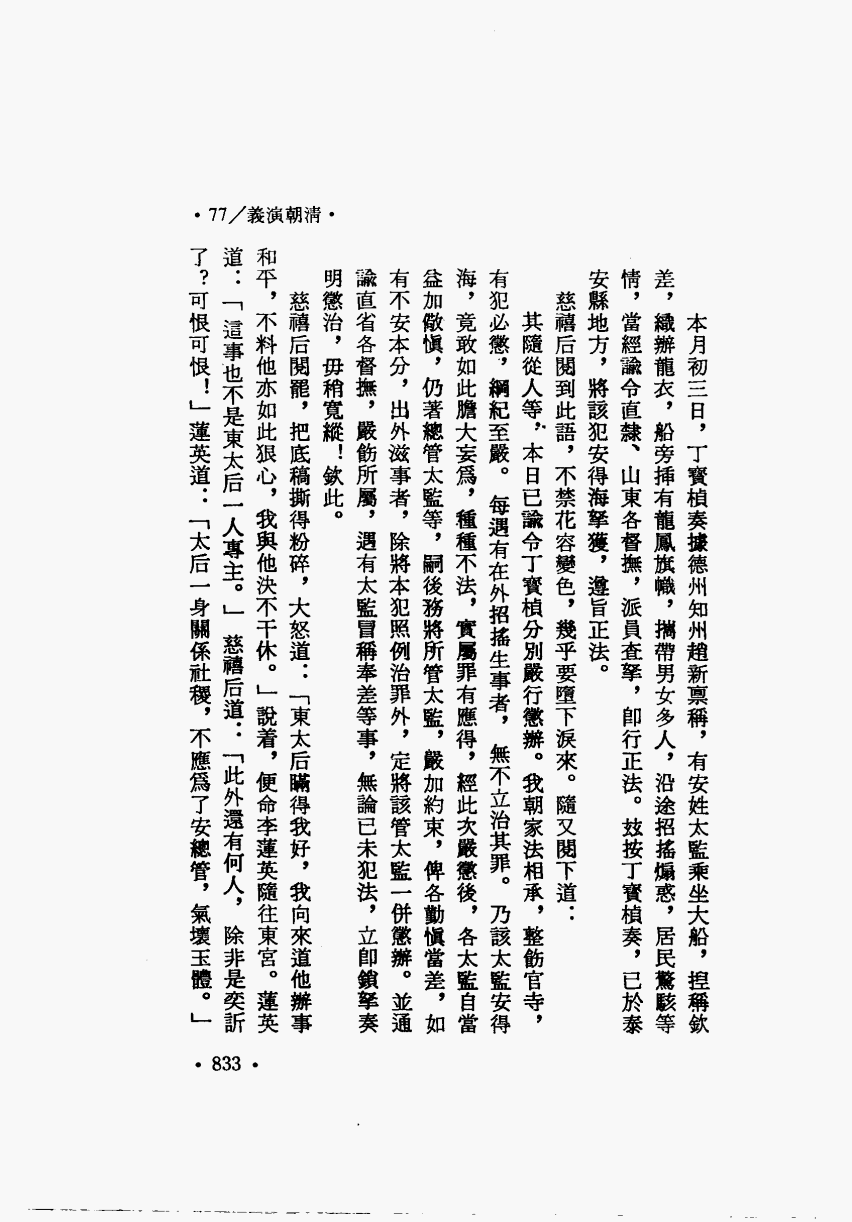 ·77／義演朝清·
本月初三日，丁寶楨奏據德州知州趙新禀稱，有安姓太監乘坐大船，揑稱欽
差，織辦龍衣，船旁揷有龍鳳旗幟，攜帶男女多人，沿途招搖煽惑，居民驚駭等
情，當經諭令直隸、山東各督撫，派員查拏，卽行正法。玆按丁寶楨奏，已於泰
安縣地方，將該犯安得海拏獲，遵旨正法。
慈禧后閱到此語，不禁花容變色，幾乎要墮下淚來。隨又閱下道：
其隨從人等，本日已諭令丁寶楨分別嚴行懲辦。我朝家法相承，整飭官寺，
有犯必懲，綱紀至嚴。每遇有在外招搖生事者，無不立治其罪。乃該太監安得
海，竟敢如此膽大妄爲，種種不法，實屬罪有應得，經此次嚴懲後，各太監自當
益加儆愼，仍著總管太監等，嗣後務將所管太監，嚴加約束，俾各勤愼當差，如
有不安本分，出外滋事者，除將本犯照例治罪外，定將該管太監一併懲辦。並通
諭直省各督撫，嚴飭所屬，遇有太監冒稱奉差等事，無論已未犯法，立卽鎖拏奏
明懲治，毋稍寬縱！欽此。
慈禧后閱罷，把底稿撕得粉碎，大怒道：「東太后瞞得我好，我向來道他辦事
和平，不料他亦如此狠心，我與他決不干休。」說着，便命李蓮英隨往東宮。蓮英
道：「這事也不是東太后一人專主。」慈禧后道：「此外還有何人，除非是奕訢
了？可恨可恨！」蓮英道：「太后一身關係社稷，不應爲了安總管，氣壞玉體。」
·833·